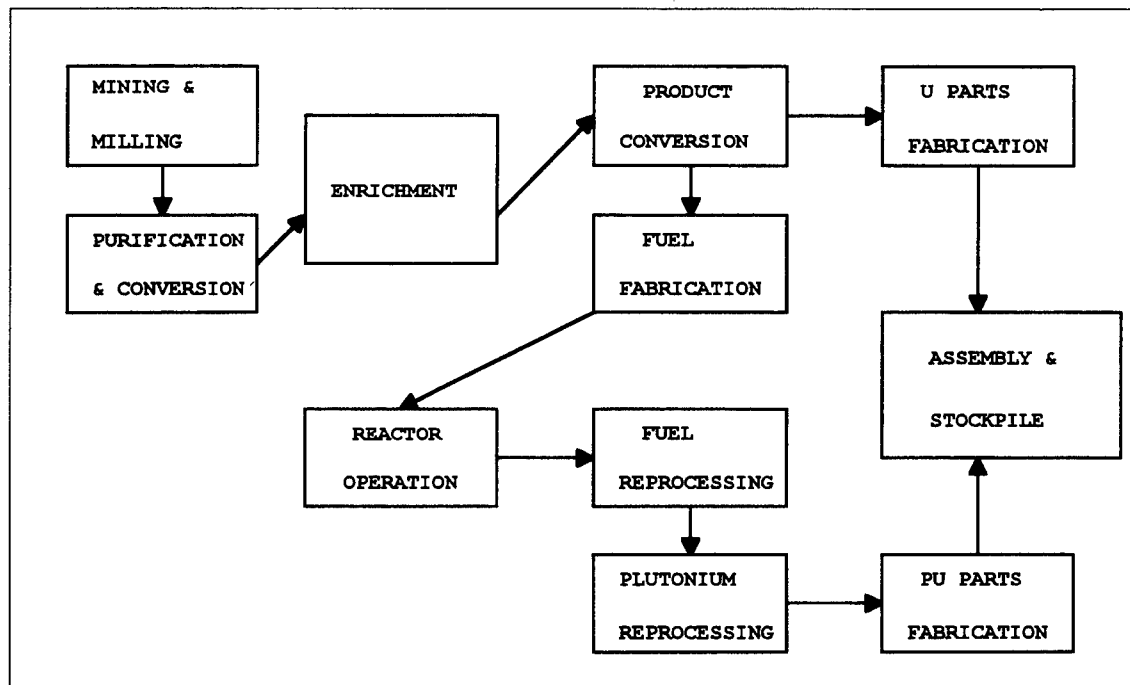 MINING &
MILLING
PURIFICATION
& CONVERSION
ENRICHMENT
PRODUCT
CONVERSION
FUEL
FABRICATION
U PARTS
FABRICATION
ASSEMBLY &
STOCKPILE
REACTOR
OPERATION
FUEL
REPROCESSING
PLUTONIUM
REPROCESSING
PU PARTS
FABRICATION